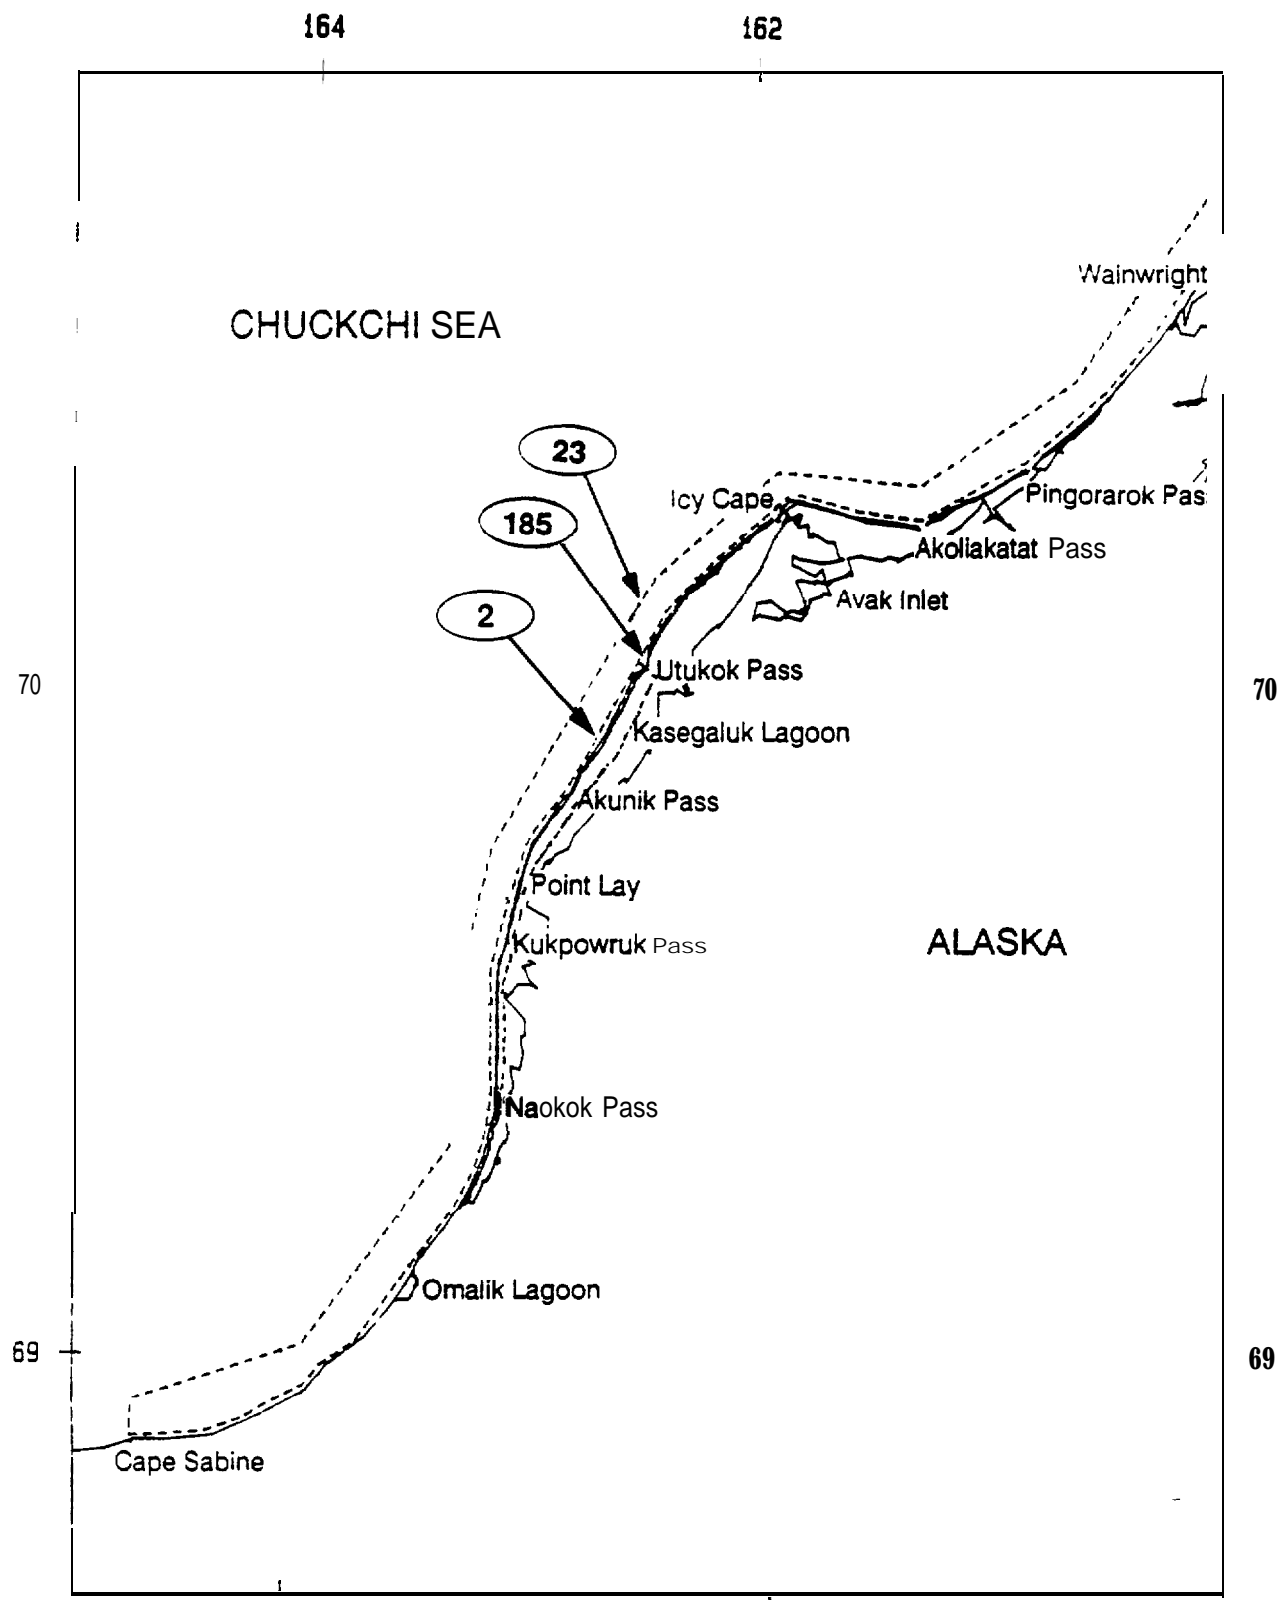 164 162
Wainwright
CHUCKCHI SEA
23
Icy Cape
Pingorarok Pas
185
Akoliakatat Pass
Avak Inlet
2
Utukok Pass
70 70
Kasegaluk Lagoon
Akunik Pass
Point Lay
Kukpowruk Pass
ALASKA
Naokok Pass
Omalik Lagoon
69 69
Cape Sabine